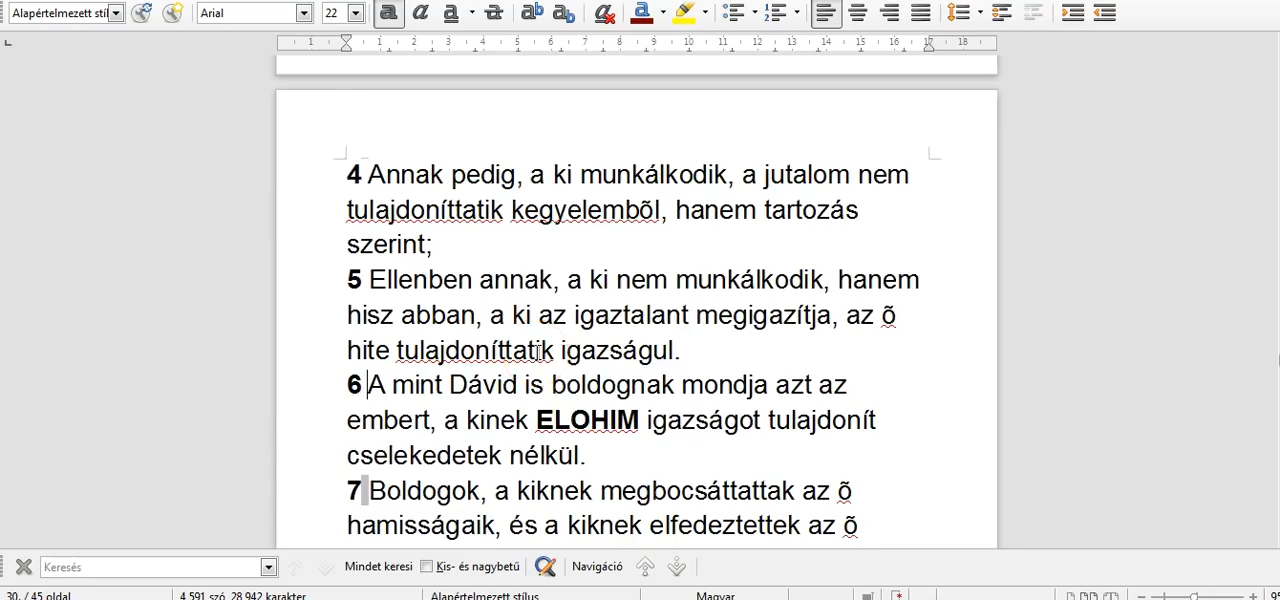 Alapértelmezett stíl Arial 22
1 1 2 3 4 5 6 7 8 9 10 11 12 13 14 15 16 17 18
4 Annak pedig, a ki munkálkodik, a jutalom nem
tulajdoníttatik kegyelembõl, hanem tartozás
szerint;
5 Ellenben annak, a ki nem munkálkodik, hanem
hisz abban, a ki az igaztalant megigazítja, az õ
hite tulajdoníttatik igazságul.
6 A mint Dávid is boldognak mondja azt az
embert, a kinek ELOHIM igazságot tulajdonít
cselekedetek nélkül.
7 Boldogok, a kiknek megbocsáttattak az õ
hamisságaik, és a kiknek elfedeztettek az õ
Keresés Mindet keresi Kis- és nagybetű Navigáció
30. / 45 oldal 4 591 szó, 28 942 karakter Alapértelmezett stílus Magyar